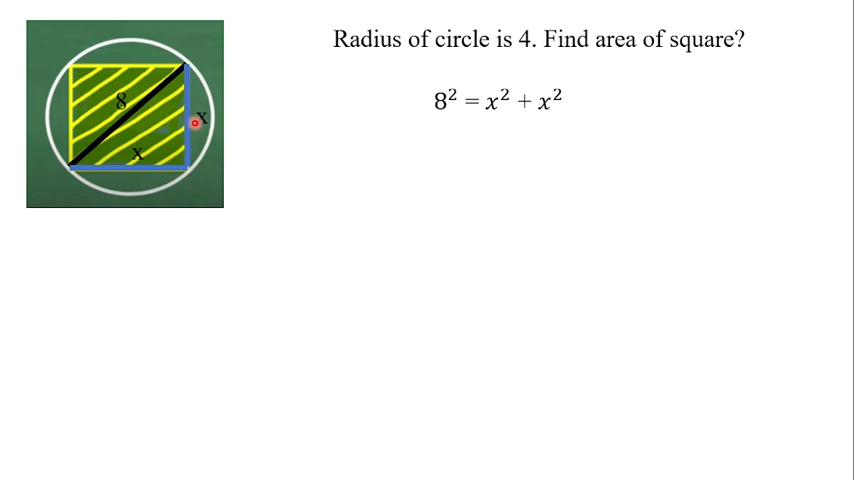 Radius of circle is 4. Find area of square?
8² = x² + x²
8
x
x